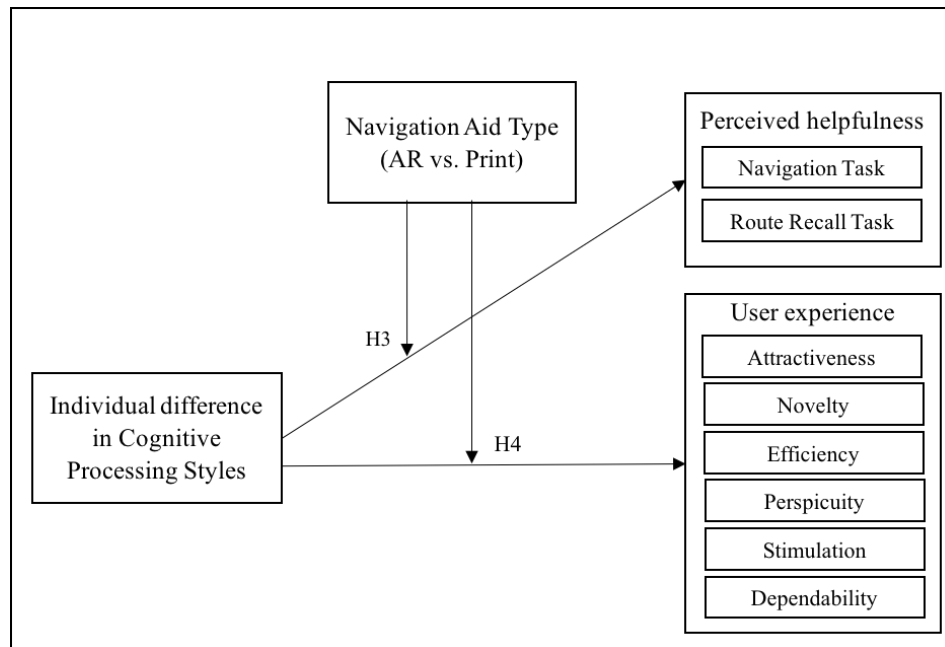 Navigation Aid Type
(AR vs. Print)
Perceived helpfulness
Navigation Task
Route Recall Task
H3
Individual difference
in Cognitive
Processing Styles
H4
User experience
Attractiveness
Novelty
Efficiency
Perspicuity
Stimulation
Dependability